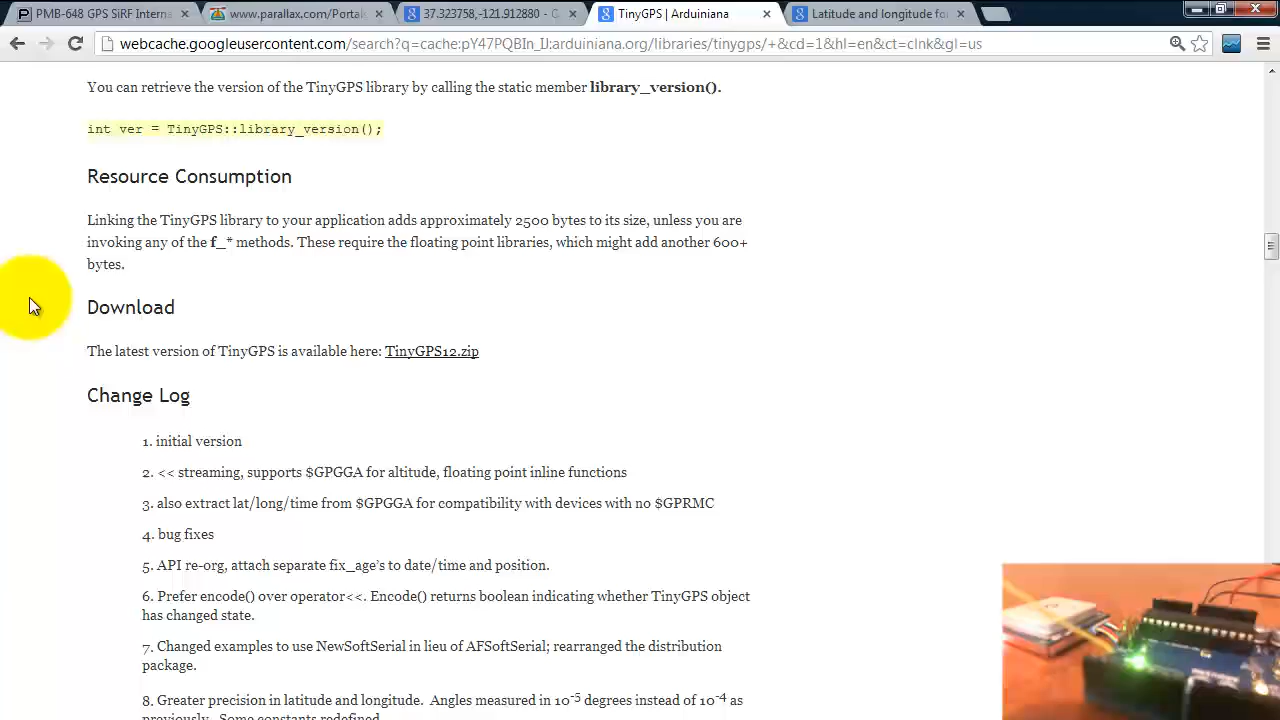 PMB-648 GPS SiRF Interna
www.parallax.com/Portal
37.323758,-121.912880 - G
TinyGPS | Arduiniana
Latitude and longitude fo
webcache.googleusercontent.com/search?q=cache:pY47PQBIn_IJ:arduiniana.org/libraries/tinygps/+&cd=1&hl=en&ct=clnk&gl=us
You can retrieve the version of the TinyGPS library by calling the static member library_version().
int ver = TinyGPS::library_version();
Resource Consumption
Linking the TinyGPS library to your application adds approximately 2500 bytes to its size, unless you are
invoking any of the f_* methods. These require the floating point libraries, which might add another 600+
bytes.
Download
The latest version of TinyGPS is available here: TinyGPS12.zip
Change Log
1. initial version
2. << streaming, supports $GPGGA for altitude, floating point inline functions
3. also extract lat/long/time from $GPGGA for compatibility with devices with no $GPRMC
4. bug fixes
5. API re-org, attach separate fix_age's to date/time and position.
6. Prefer encode() over operator<<. Encode() returns boolean indicating whether TinyGPS object
has changed state.
7. Changed examples to use NewSoftSerial in lieu of AFSoftSerial; rearranged the distribution
package.
8. Greater precision in latitude and longitude. Angles measured in 10-5 degrees instead of 10-4 as
previously. Some constants redefined.